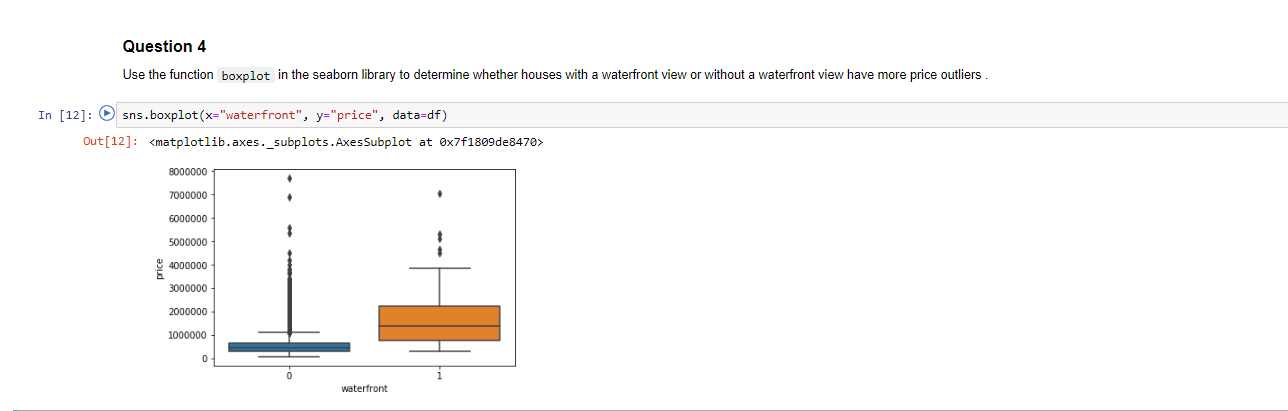 Question 4
Use the function boxplot in the seaborn library to determine whether houses with a waterfront view or without a waterfront view have more price outliers .
In [12]: sns.boxplot(x="waterfront", y="price", data=df)
Out[12]: <matplotlib.axes._subplots.AxesSubplot at 0x7f1809de8470>
8000000
7000000
6000000
5000000
4000000
3000000
2000000
1000000
0
price
0 1
waterfront